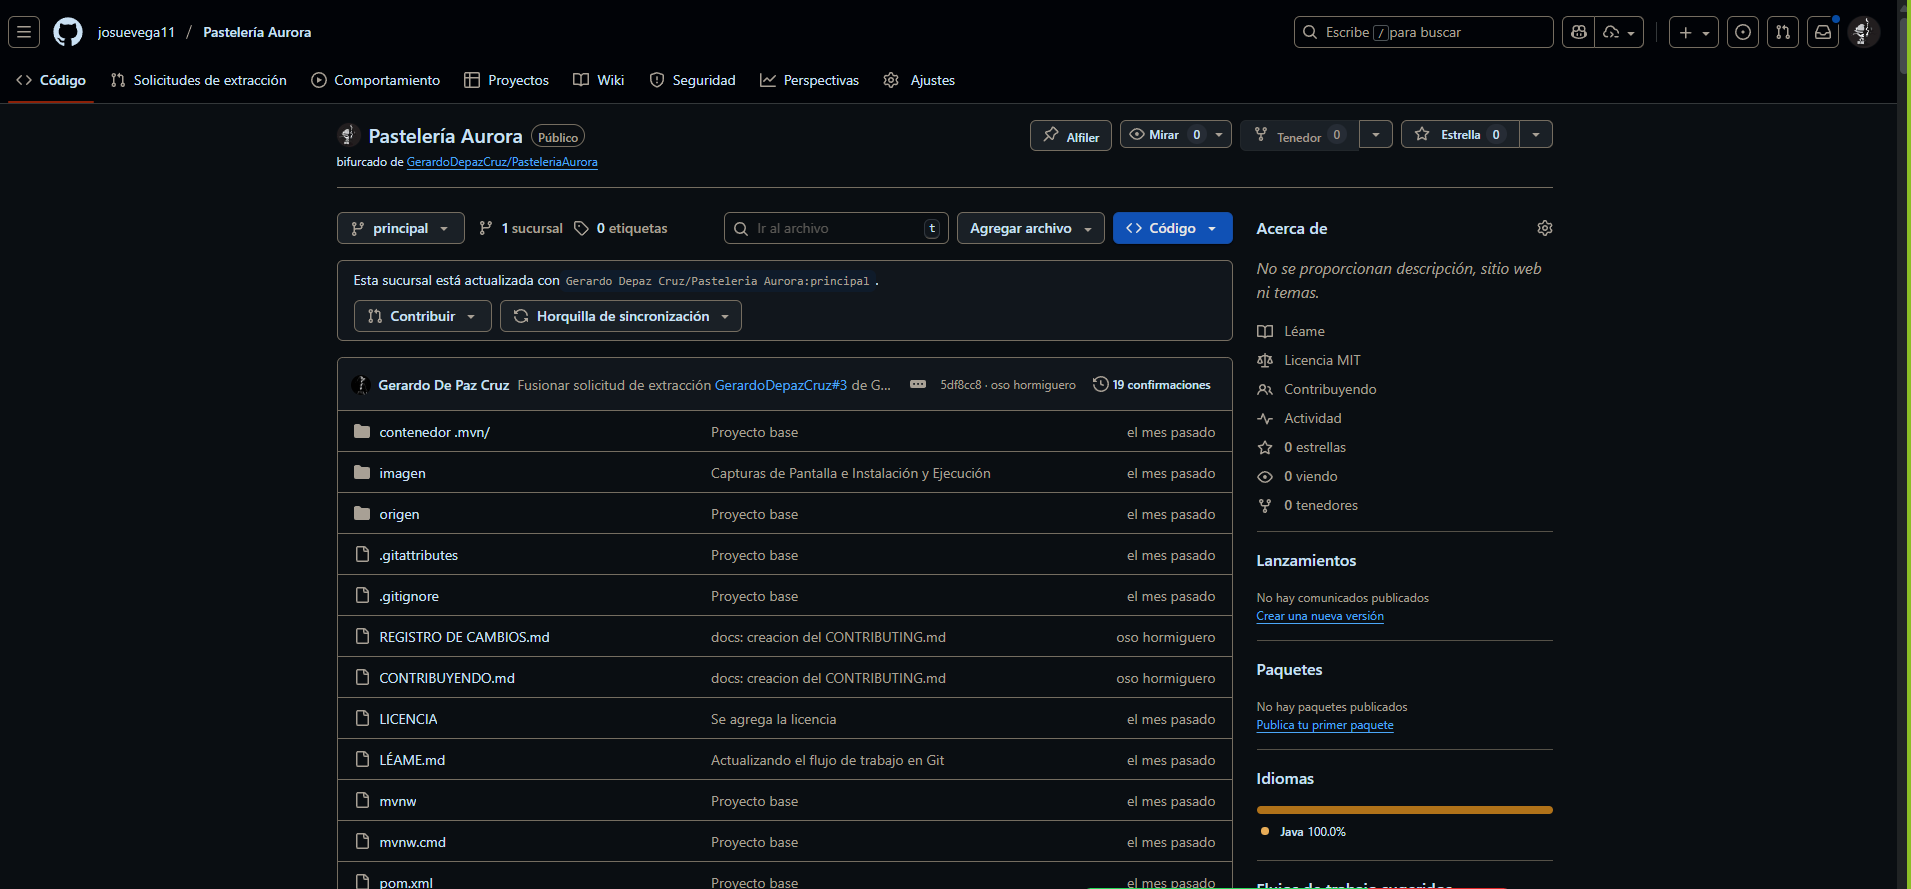 josuevega11 / Pastelería Aurora
Escribe / para buscar
Código
Solicitudes de extracción
Comportamiento
Proyectos
Wiki
Seguridad
Perspectivas
Ajustes
Pastelería Aurora Público
Alfiler
Mirar 0
Tenedor 0
Estrella 0
bifurcado de GerardoDepazCruz/PasteleriaAurora
principal
1 sucursal
0 etiquetas
Ir al archivo t
Agregar archivo
Código
Esta sucursal está actualizada con Gerardo Depaz Cruz/Pasteleria Aurora:principal .
Contribuir
Horquilla de sincronización
Gerardo De Paz Cruz Fusionar solicitud de extracción GerardoDepazCruz#3 de G... 5df8cc8 · oso hormiguero 19 confirmaciones
contenedor .mvn/ Proyecto base el mes pasado
imagen Capturas de Pantalla e Instalación y Ejecución el mes pasado
origen Proyecto base el mes pasado
.gitattributes Proyecto base el mes pasado
.gitignore Proyecto base el mes pasado
REGISTRO DE CAMBIOS.md docs: creacion del CONTRIBUTING.md oso hormiguero
CONTRIBUYENDO.md docs: creacion del CONTRIBUTING.md oso hormiguero
LICENCIA Se agrega la licencia el mes pasado
LÉAME.md Actualizando el flujo de trabajo en Git el mes pasado
mvnw Proyecto base el mes pasado
mvnw.cmd Proyecto base el mes pasado
pom.xml Proyecto base el mes pasado
Acerca de
No se proporcionan descripción, sitio web
ni temas.
Léame
Licencia MIT
Contribuyendo
Actividad
0 estrellas
0 viendo
0 tenedores
Lanzamientos
No hay comunicados publicados
Crear una nueva versión
Paquetes
No hay paquetes publicados
Publica tu primer paquete
Idiomas
Java 100.0%
Flujos de trabajo sugeridos